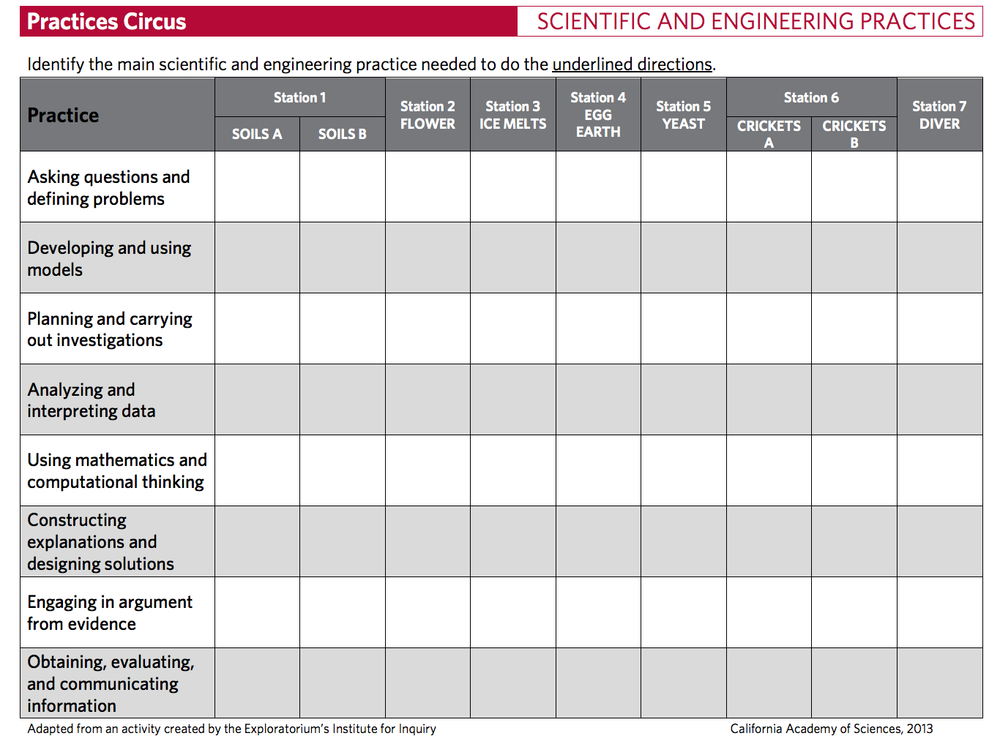 Practices Circus
SCIENTIFIC AND ENGINEERING PRACTICES
Identify the main scientific and engineering practice needed to do the underlined directions.
Practice
Station 1
SOILS A
SOILS B
Station 2
FLOWER
Station 3
ICE MELTS
Station 4
EGG
EARTH
Station 5
YEAST
Station 6
CRICKETS
A
CRICKETS
B
Station 7
DIVER
Asking questions and
defining problems
Developing and using
models
Planning and carrying
out investigations
Analyzing and
interpreting data
Using mathematics and
computational thinking
Constructing
explanations and
designing solutions
Engaging in argument
from evidence
Obtaining, evaluating,
and communicating
information
Adapted from an activity created by the Exploratorium's Institute for Inquiry
California Academy of Sciences, 2013